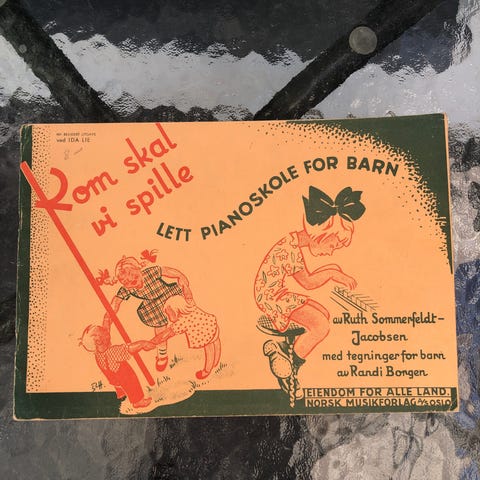 NY REVIDERT UTGAVE
ved IDA LIE
Kom skal
vi spille
LETT PIANOSKOLE FOR BARN
av Ruth Sommerfeldt-
Jacobsen
med tegninger for barn
av Randi Borgen
EIENDOM FOR ALLE LAND.
NORSK MUSIKFORLAG A/S OSLO